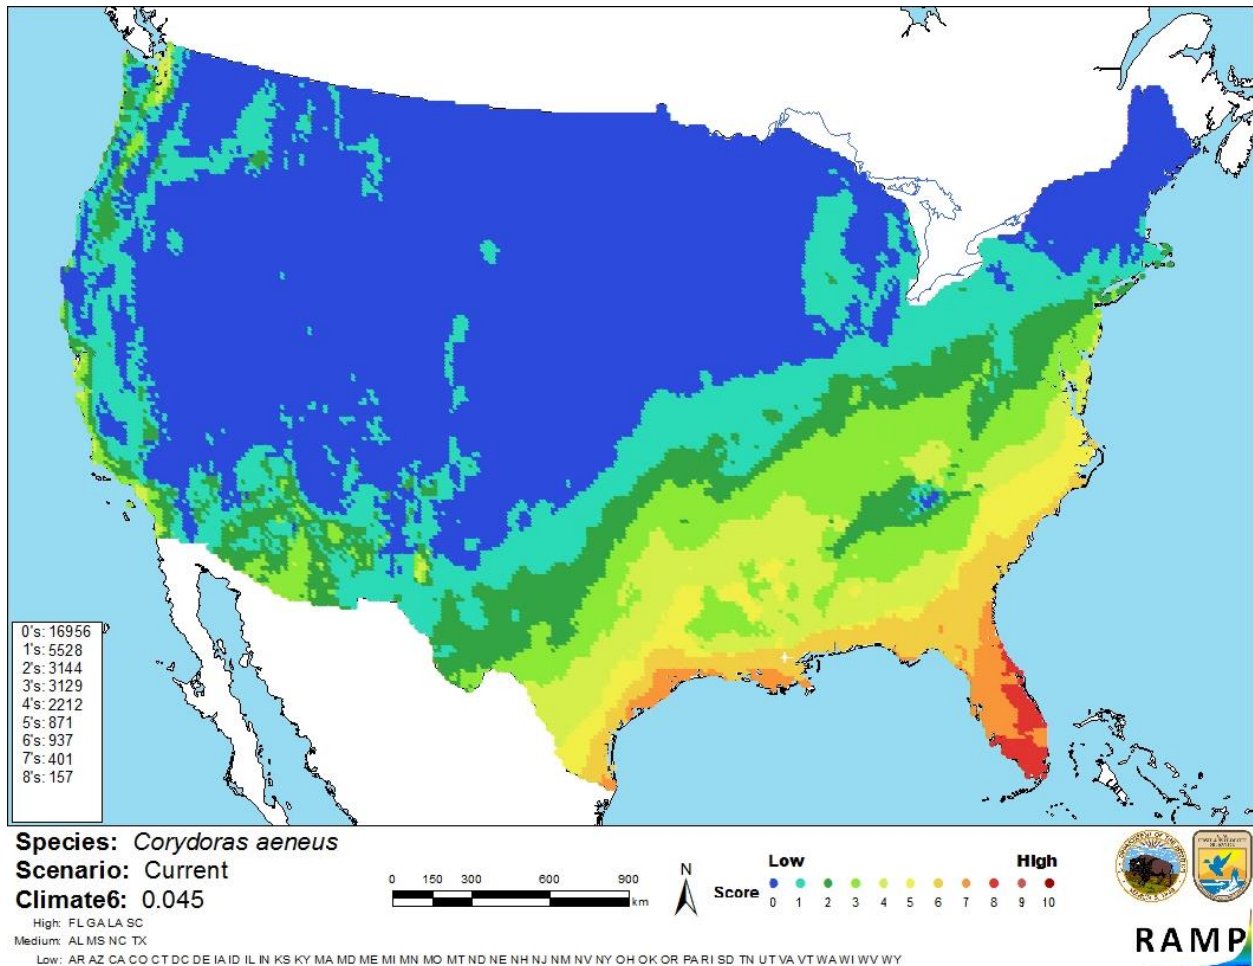 0's: 16956
1's: 5528
2's: 3144
3's: 3129
4's: 2212
5's: 871
6's: 937
7's: 401
8's: 157
Species: Corydoras aeneus
Scenario: Current
Climate6: 0.045
High: FL GA LA SC
Medium: AL MS NC TX
Low: AR AZ CA CO CT DC DE IA ID IL IN KS KY MA MD ME MI MN MO MT ND NE NH NJ NM NV NY OH OK OR PA RI SD TN UT VA VT WA WI WV WY
0 150 300 600 900
km
N
Low High
Score 0 1 2 3 4 5 6 7 8 9 10
RAMP